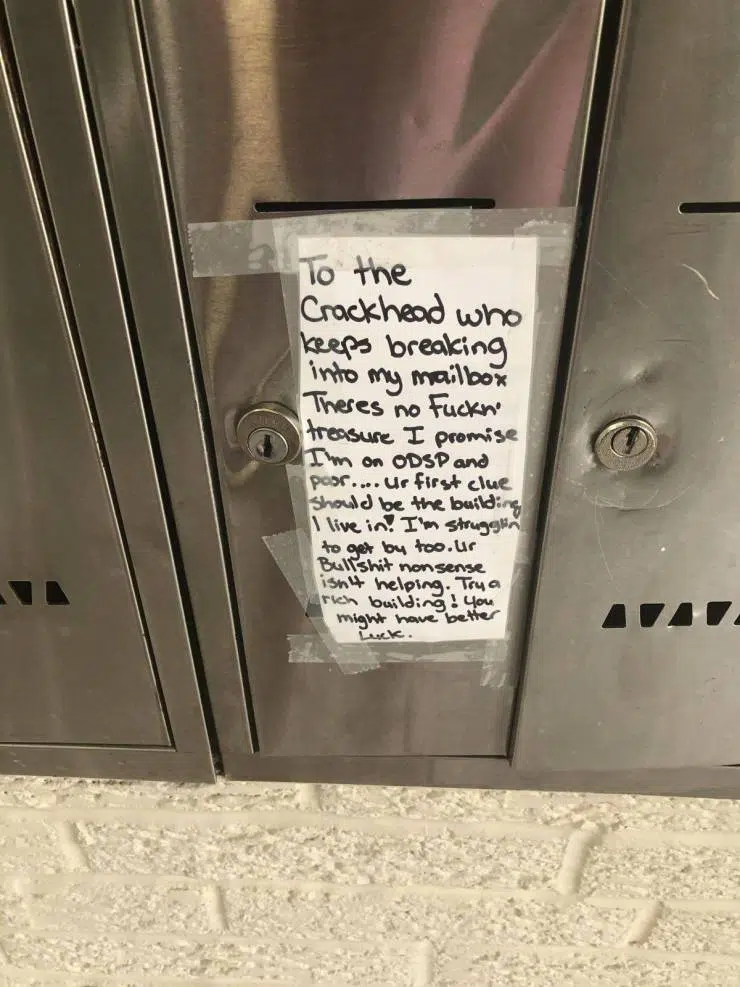 To the
Crackhead who
keeps breaking
into my mailbox
Theres no Fuckn'
treasure I promise
I'm on ODSP and
poor.... ur first clue
should be the building
I live in! I'm strugglin
to get by too. Ur
Bullshit nonsense
isn't helping. Try a
rich building! You
might have better
Luck.